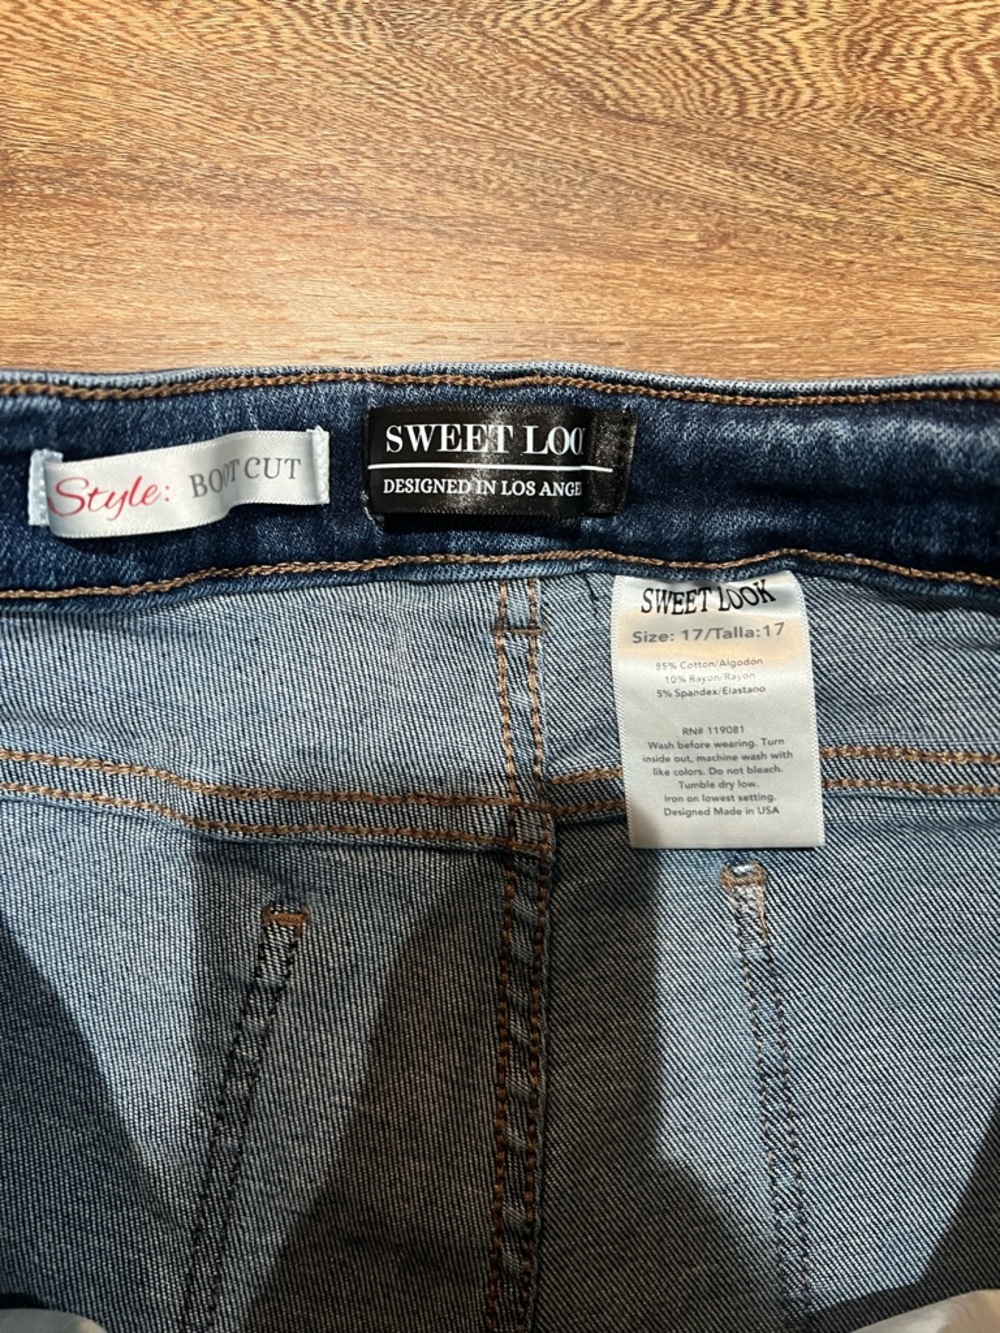 Style: BOOT CUT
SWEET LOO
DESIGNED IN LOS ANGE
SWEET LOOK
Size: 17/Talla:17
85% Cotton/Algodon
10% Rayon/Rayon
5% Spandex/Elastano
RN# 119081
Wash before wearing. Turn
inside out, machine wash with
like colors. Do not bleach.
Tumble dry low.
Iron on lowest setting.
Designed Made in USA